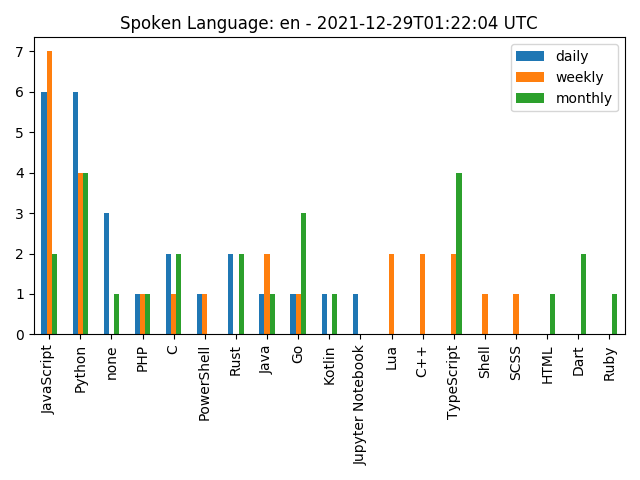 Spoken Language: en - 2021-12-29T01:22:04 UTC
daily
weekly
monthly
7
6
5
4
3
2
1
0
JavaScript
Python
none
PHP
C
PowerShell
Rust
Java
Go
Kotlin
Jupyter Notebook
Lua
C++
TypeScript
Shell
SCSS
HTML
Dart
Ruby